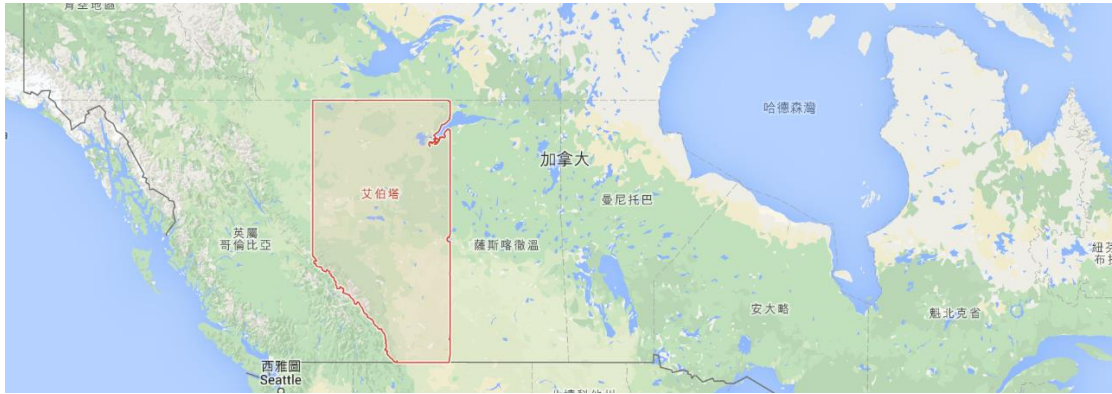 加拿大
哈德森灣
艾伯塔
曼尼托巴
英屬
哥倫比亞
薩斯喀徹溫
安大略
魁北克省
西雅圖
Seattle